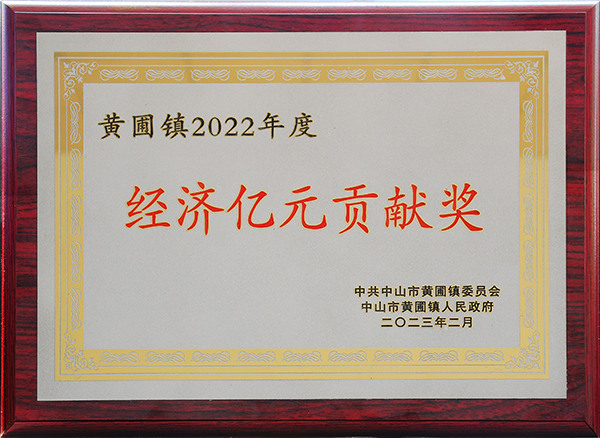 黄圃镇2022年度
经济亿元贡献奖
中共中山市黄圃镇委员会
中山市黄圃镇人民政府
二〇二三年二月